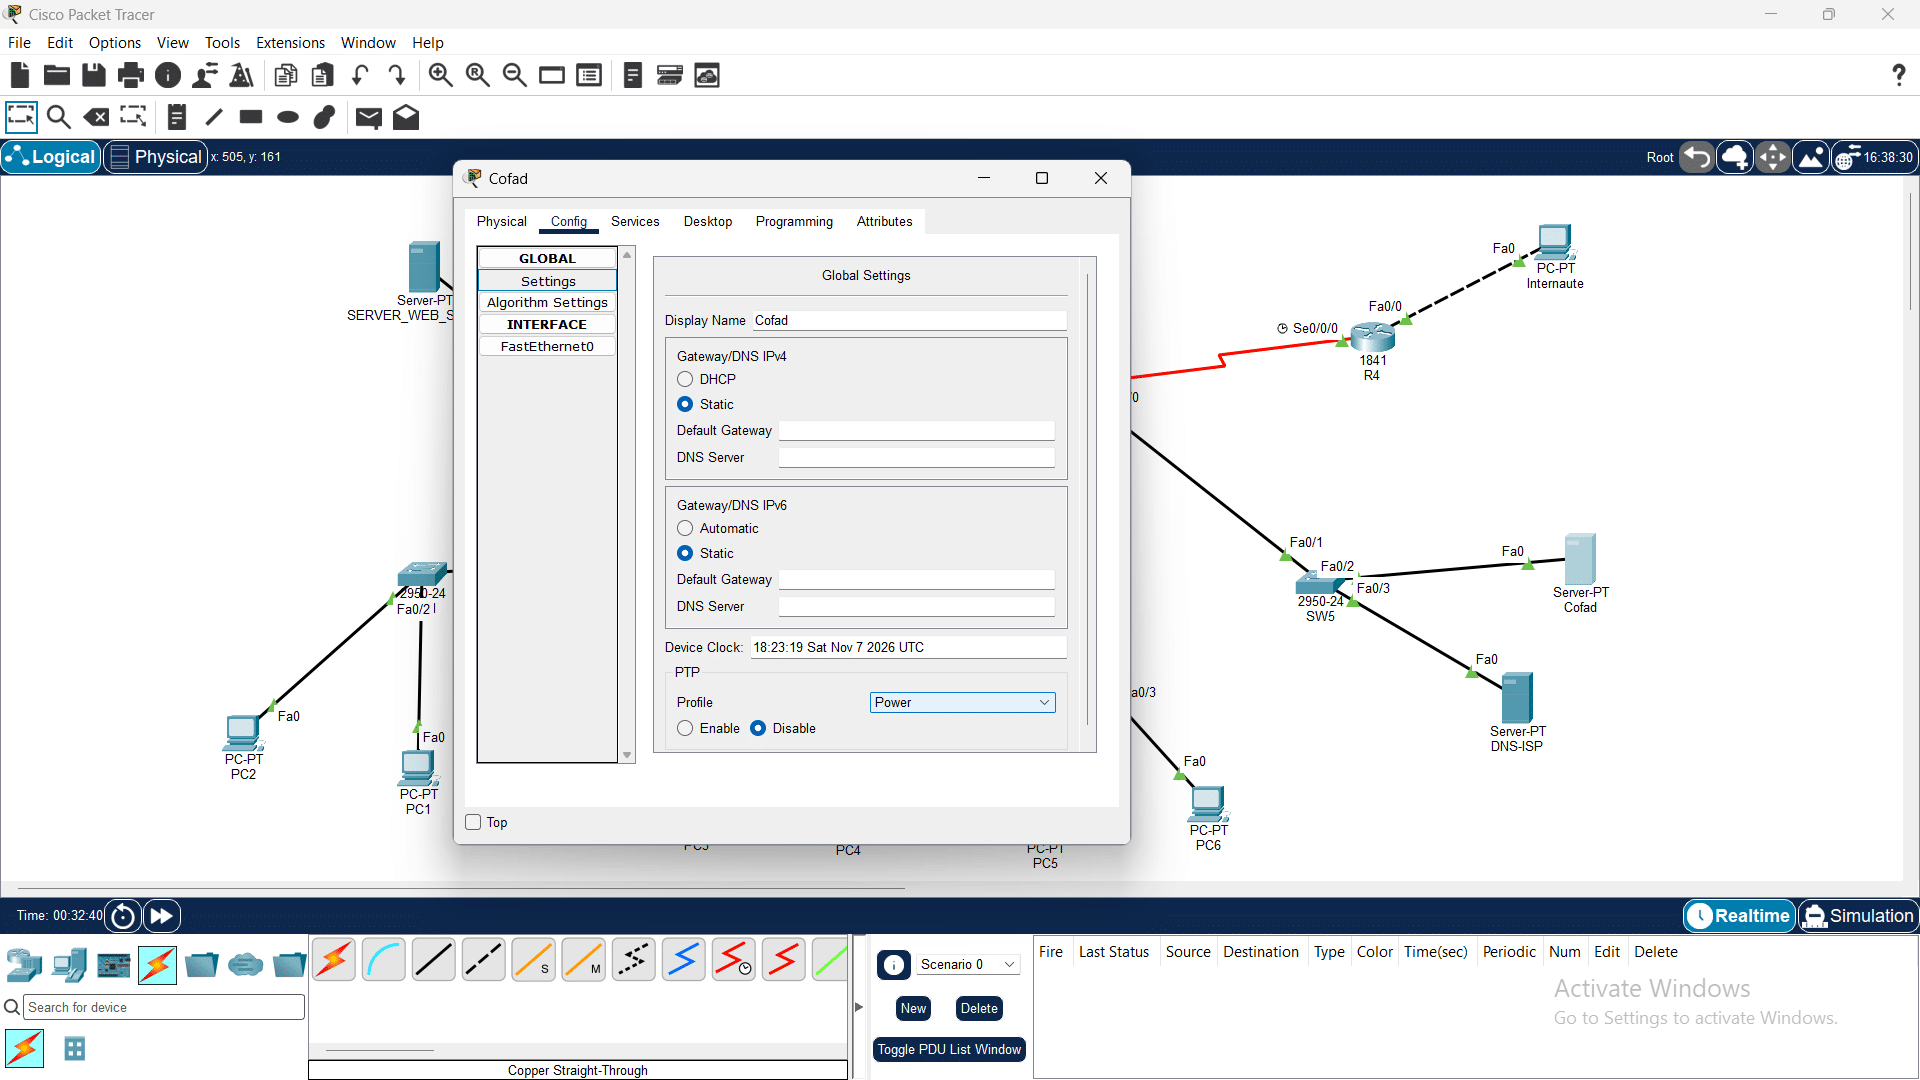 Cisco Packet Tracer
File Edit Options View Tools Extensions Window Help
Logical Physical x: 505, y: 161
Root 16:38:30
Cofad
Physical Config Services Desktop Programming Attributes
GLOBAL
Settings
Algorithm Settings
INTERFACE
FastEthernet0
Global Settings
Display Name Cofad
Gateway/DNS IPv4
DHCP
Static
Default Gateway
DNS Server
Gateway/DNS IPv6
Automatic
Static
Default Gateway
DNS Server
Device Clock: 18:23:19 Sat Nov 7 2026 UTC
PTP
Profile Power
Enable Disable
Top
Server-PT
SERVER_WEB_S
2950-24
Fa0/2
Fa0
PC-PT
PC2
Fa0
PC-PT
PC1
PC3
PC4
PC-PT
PC5
a0/3
Fa0
PC-PT
PC6
/0
Fa0
PC-PT
Internaute
Fa0/0
Se0/0/0
1841
R4
Fa0/1
Fa0/2
Fa0/3
2950-24
SW5
Fa0
Server-PT
Cofad
Fa0
Server-PT
DNS-ISP
Time: 00:32:40
Realtime Simulation
Search for device
S
M
Copper Straight-Through
Scenario 0
New Delete
Toggle PDU List Window
Fire Last Status Source Destination Type Color Time(sec) Periodic Num Edit Delete
Activate Windows
Go to Settings to activate Windows.